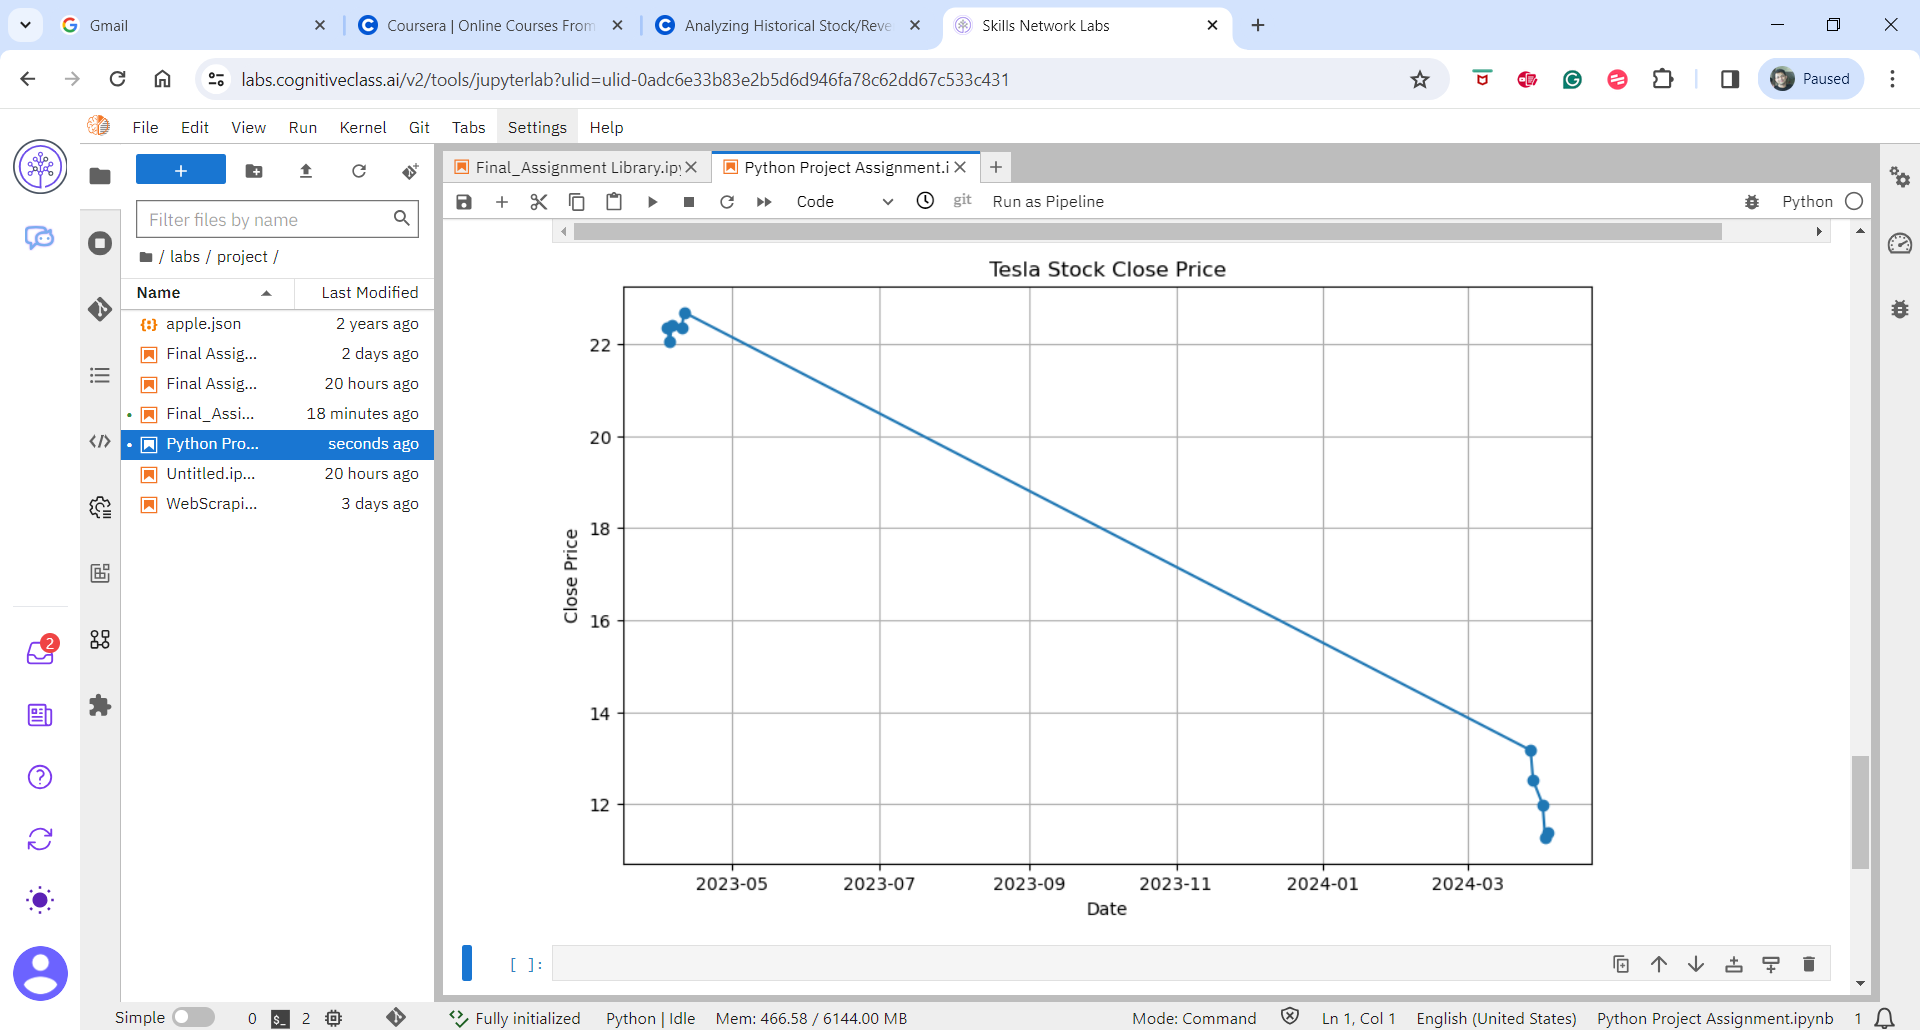 Gmail
Coursera | Online Courses From
Analyzing Historical Stock/Reve
Skills Network Labs
labs.cognitiveclass.ai/v2/tools/jupyterlab?ulid=ulid-0adc6e33b83e2b5d6d946fa78c62dd67c533c431
Paused
File Edit View Run Kernel Git Tabs Settings Help
Final_Assignment Library.ipy
Python Project Assignment.i
Filter files by name
Code
git
Run as Pipeline
Python
/ labs / project /
Name Last Modified
apple.json 2 years ago
Final Assig... 2 days ago
Final Assig... 20 hours ago
Final_Assi... 18 minutes ago
Python Pro... seconds ago
Untitled.ip... 20 hours ago
WebScrapi... 3 days ago
2
Tesla Stock Close Price
22
20
18
16
14
12
Close Price
2023-05 2023-07 2023-09 2023-11 2024-01 2024-03
Date
[ ]:
Simple 0 $_ 2 Fully initialized Python | Idle Mem: 466.58 / 6144.00 MB Mode: Command Ln 1, Col 1 English (United States) Python Project Assignment.ipynb 1